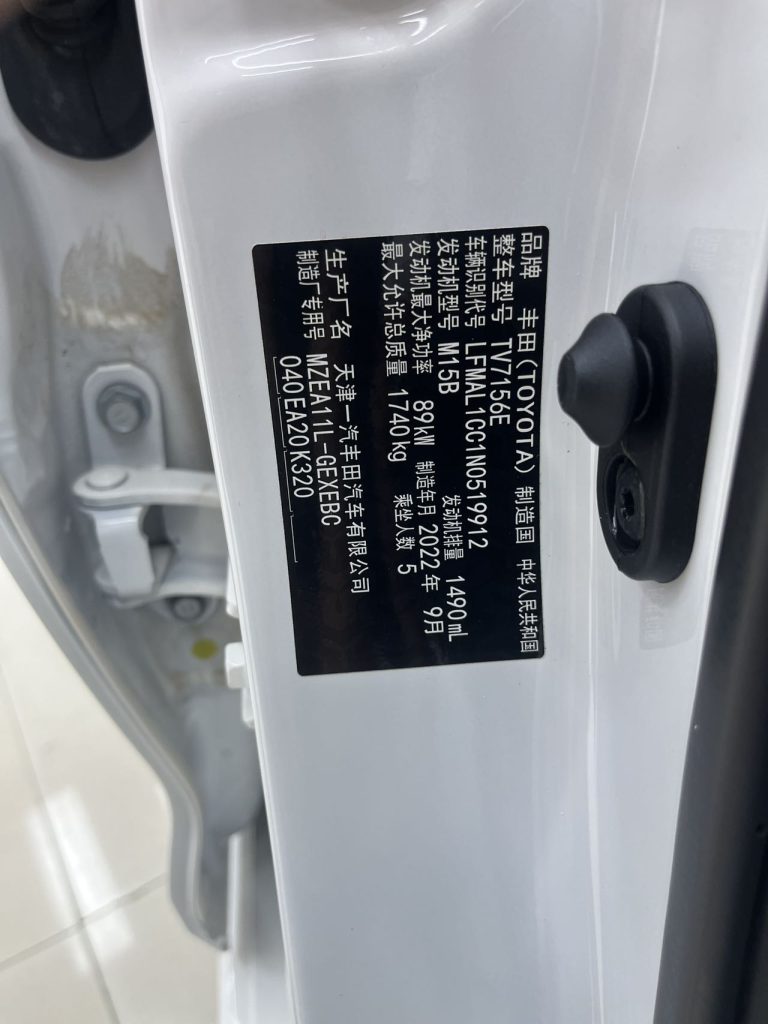 品牌 丰田(TOYOTA) 制造国 中华人民共和国
整车型号 TV7156E
车辆识别代号 LFMAL1CC1N0519912
发动机型号 M15B 发动机排量 1490mL
发动机最大净功率 89kW 制造年月 2022年 9月
最大允许总质量 1740kg 乘坐人数 5
生产厂名 天津一汽丰田汽车有限公司
制造厂专用号 MZEA11L-GEXEBC
040EA20K320